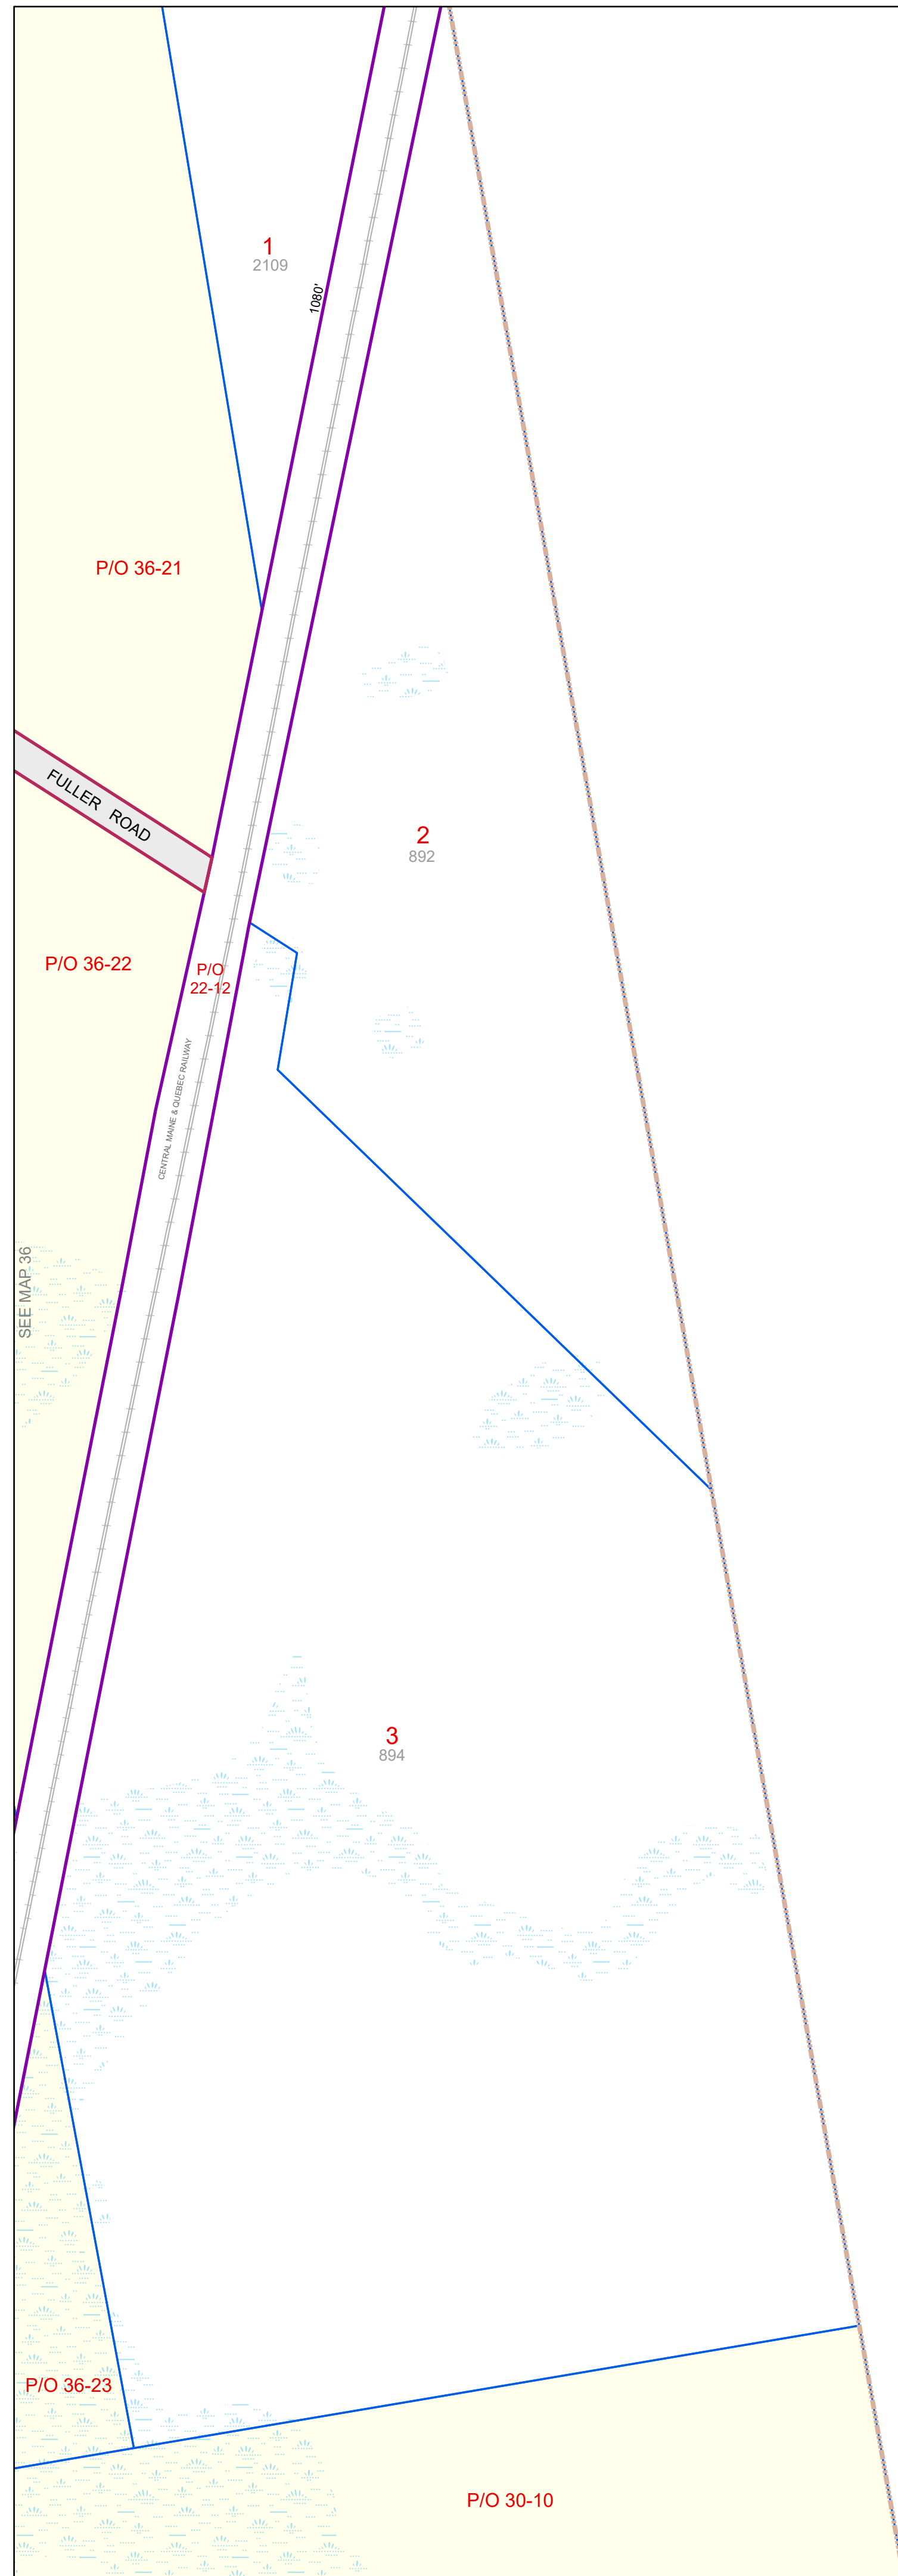 1
2109
1080'
P/O 36-21
FULLER ROAD
2
892
P/O 36-22
P/O
22-12
CENTRAL MAINE & QUEBEC RAILWAY
SEE MAP 36
3
894
P/O 36-23
P/O 30-10